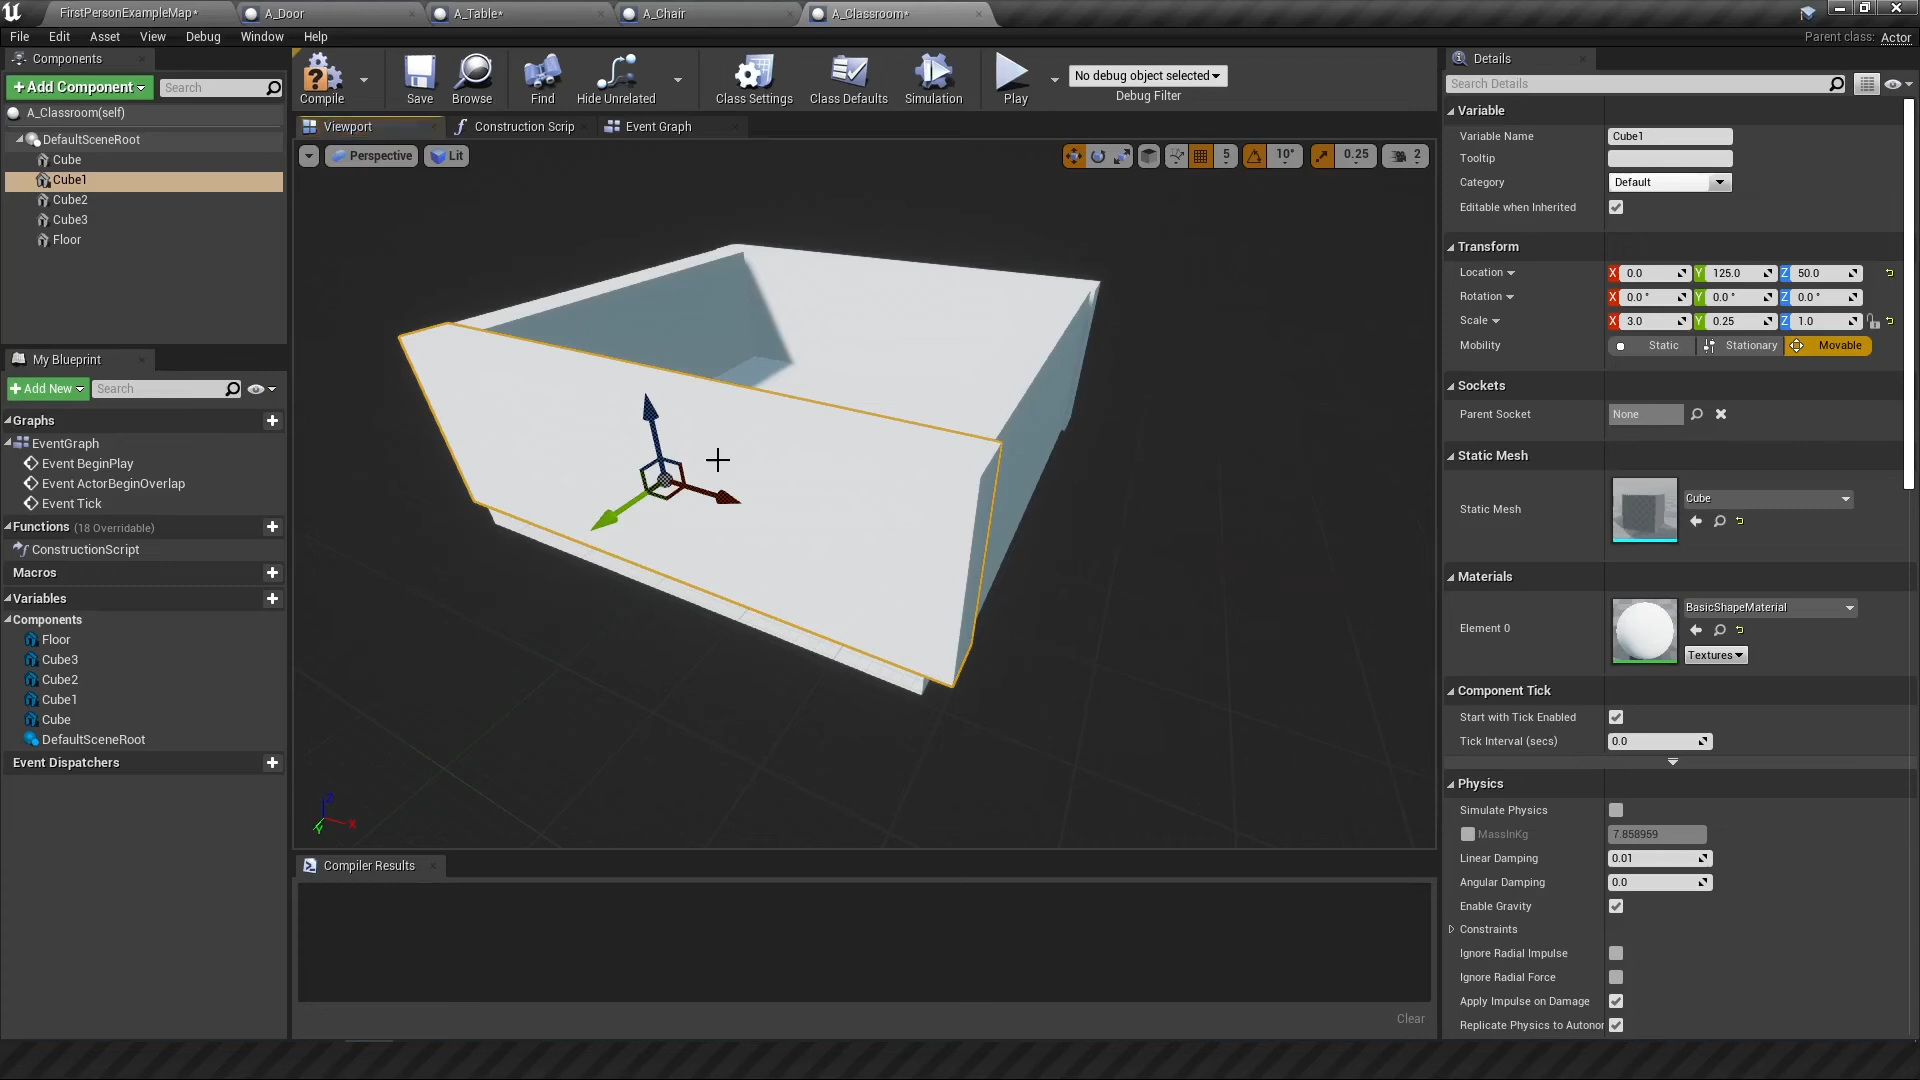 FirstPersonExampleMap*
A_Door
A_Table*
A_Chair
A_Classroom*
File Edit Asset View Debug Window Help
Parent class: Actor
Components
+Add Component
Search
A_Classroom(self)
DefaultSceneRoot
Cube
Cube1
Cube2
Cube3
Floor
My Blueprint
+Add New
Search
Graphs
EventGraph
Event BeginPlay
Event ActorBeginOverlap
Event Tick
Functions (18 Overridable)
ConstructionScript
Macros
Variables
Components
Floor
Cube3
Cube2
Cube1
Cube
DefaultSceneRoot
Event Dispatchers
Compile
Save
Browse
Find
Hide Unrelated
Class Settings
Class Defaults
Simulation
Play
No debug object selected
Debug Filter
Viewport
Construction Scrip
Event Graph
Perspective
Lit
5
10°
0.25
2
Z
X
Y
Compiler Results
Clear
Details
Search Details
Variable
Variable Name Cube1
Tooltip
Category Default
Editable when Inherited
Transform
Location X 0.0 Y 125.0 Z 50.0
Rotation X 0.0 ° Y 0.0 ° Z 0.0 °
Scale X 3.0 Y 0.25 Z 1.0
Mobility Static Stationary Movable
Sockets
Parent Socket None
Static Mesh
Static Mesh Cube
Materials
Element 0 BasicShapeMaterial
Textures
Component Tick
Start with Tick Enabled
Tick Interval (secs) 0.0
Physics
Simulate Physics
MassInKg 7.858959
Linear Damping 0.01
Angular Damping 0.0
Enable Gravity
Constraints
Ignore Radial Impulse
Ignore Radial Force
Apply Impulse on Damage
Replicate Physics to Autonor